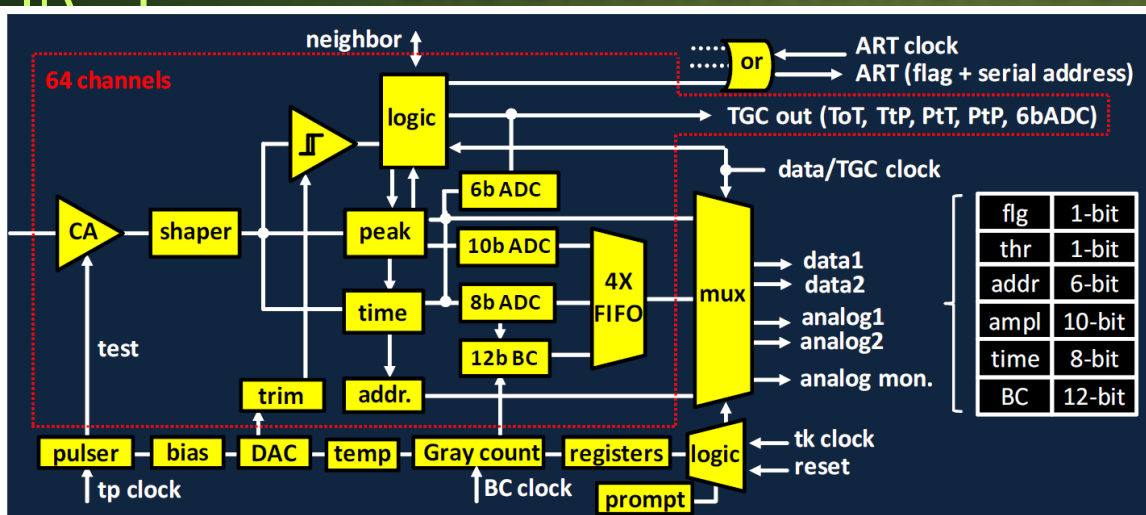 neighbor
64 channels
logic
or
ART clock
ART (flag + serial address)
TGC out (ToT, TtP, PtT, PtP, 6bADC)
data/TGC clock
6b ADC
CA
shaper
peak
10b ADC
4X
FIFO
mux
time
8b ADC
12b BC
data1
data2
analog1
analog2
analog mon.
test
trim
addr.
pulser
bias
DAC
temp
Gray count
registers
logic
tk clock
reset
tp clock
BC clock
prompt
flg 1-bit
thr 1-bit
addr 6-bit
ampl 10-bit
time 8-bit
BC 12-bit